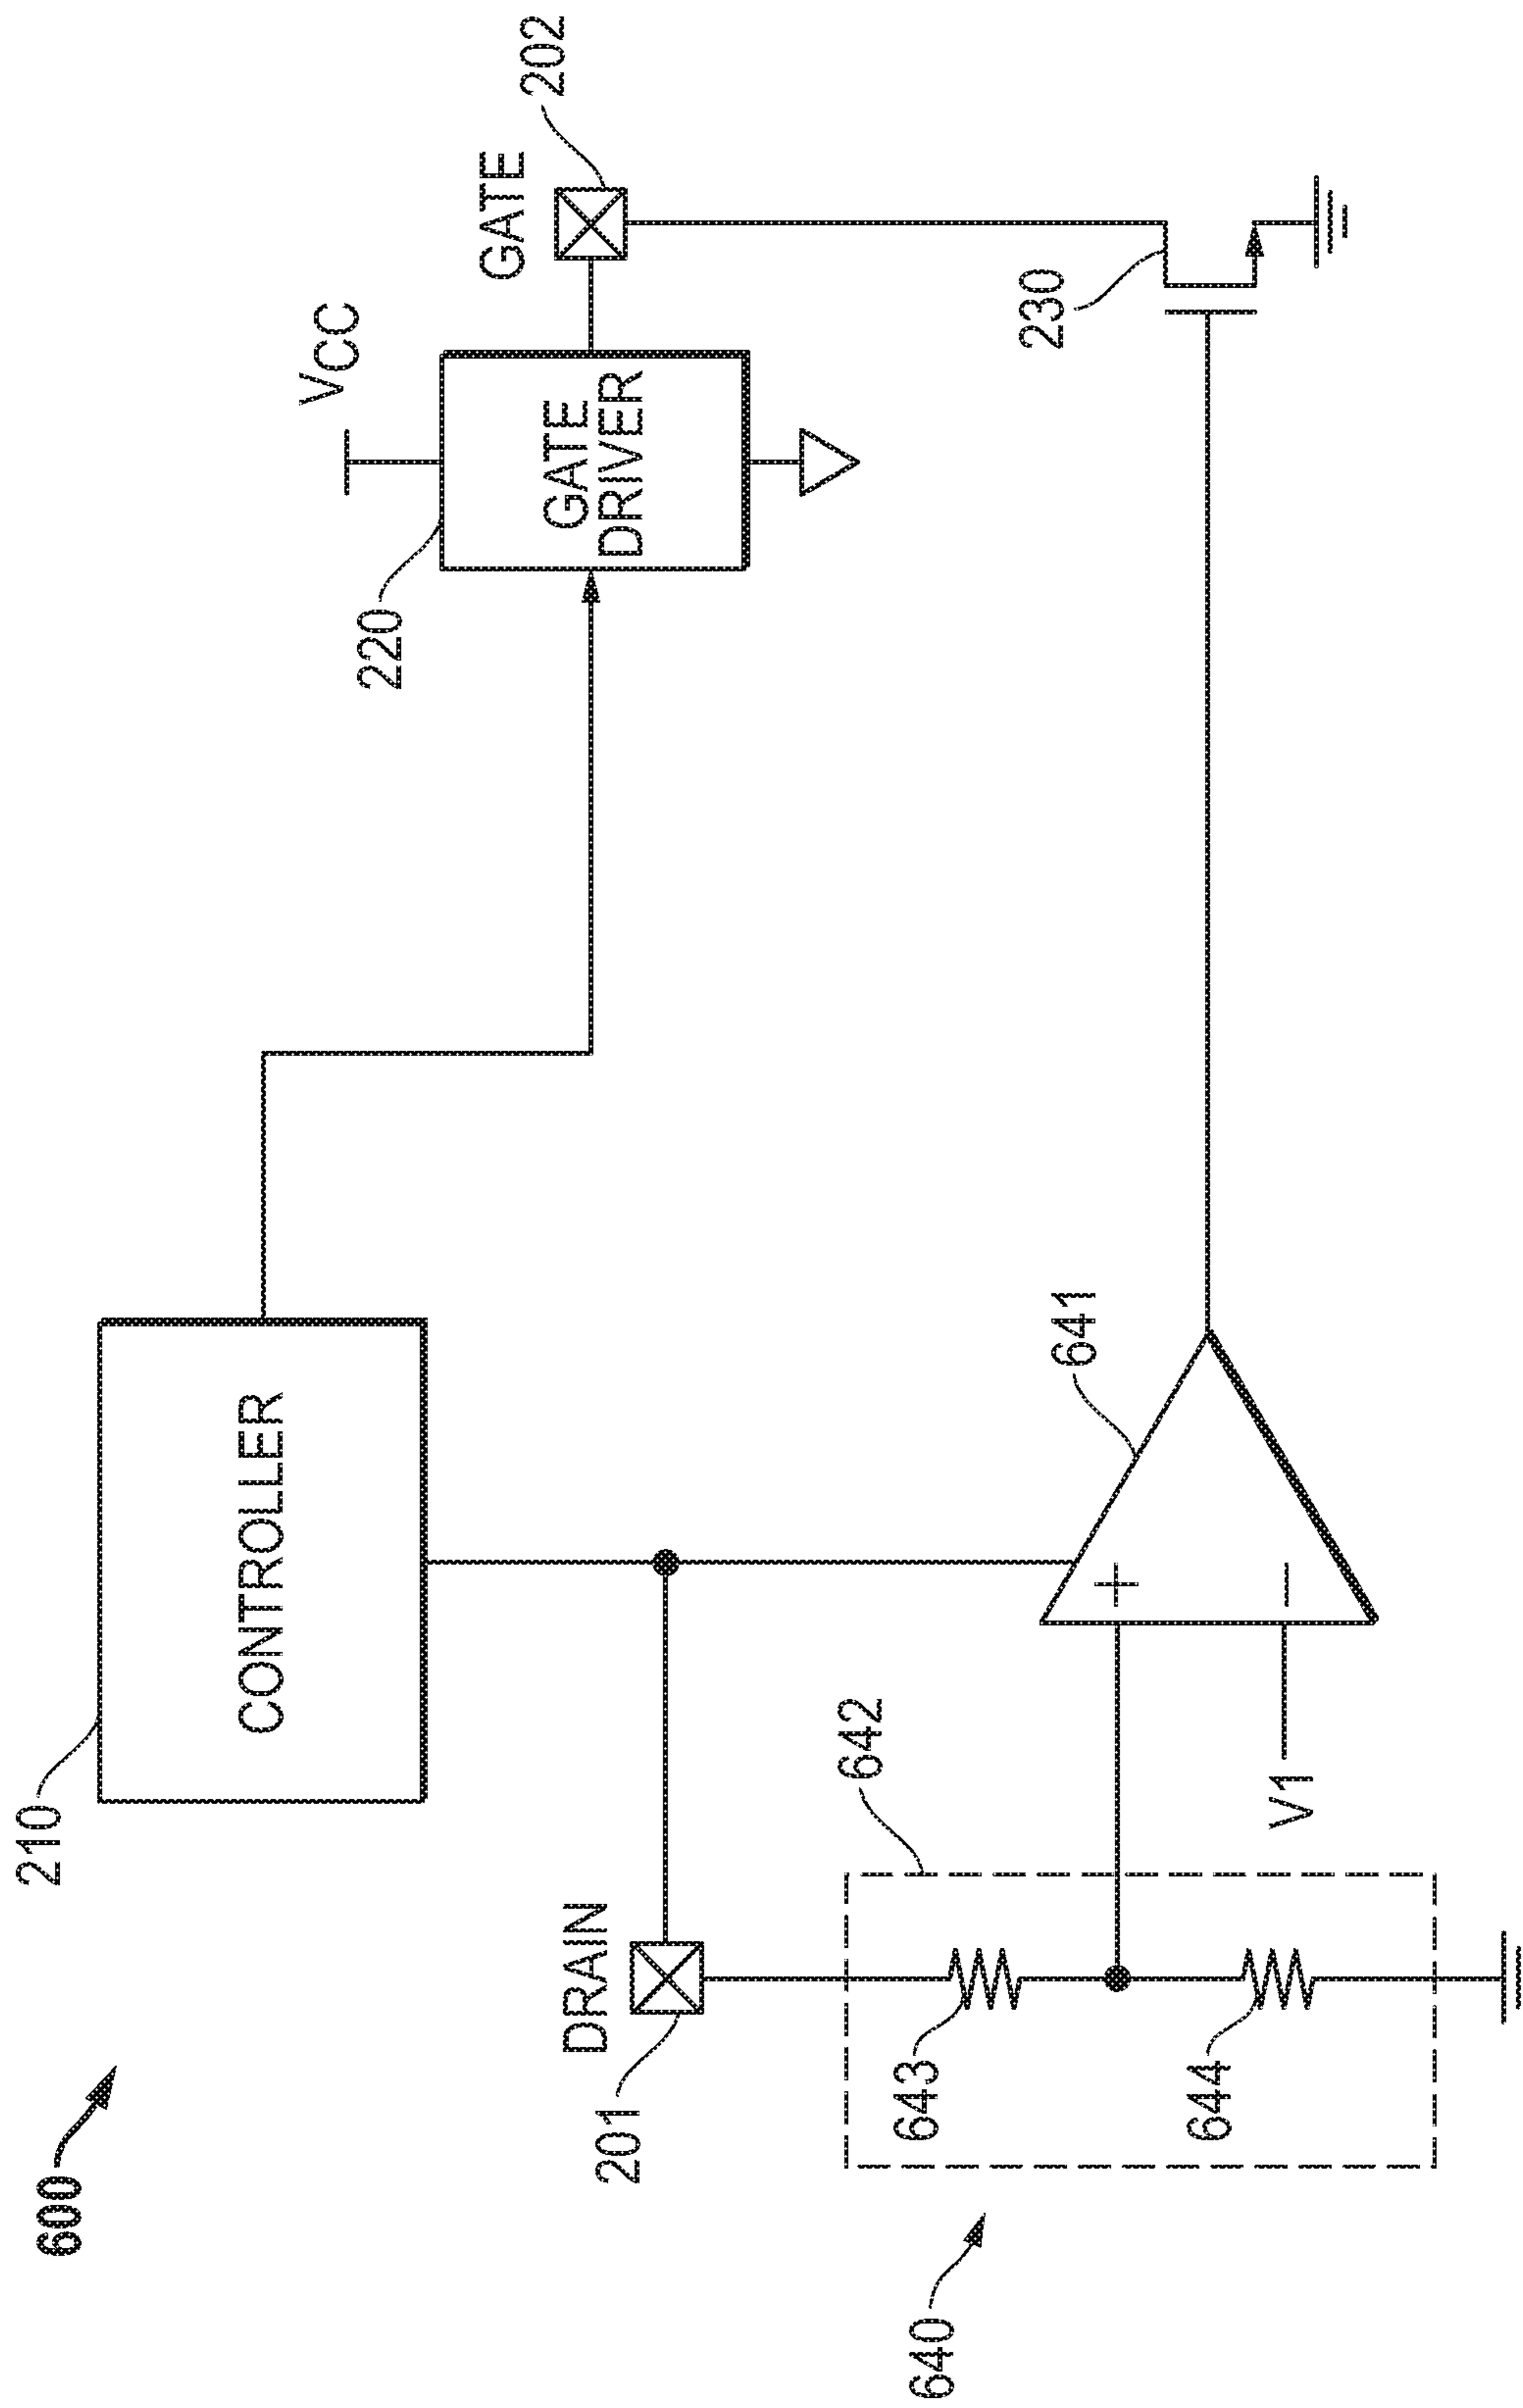 600
210
CONTROLLER
VCC
220
GATE
DRIVER
GATE
202
DRAIN
201
640
642
643
644
V1
+
−
641
230